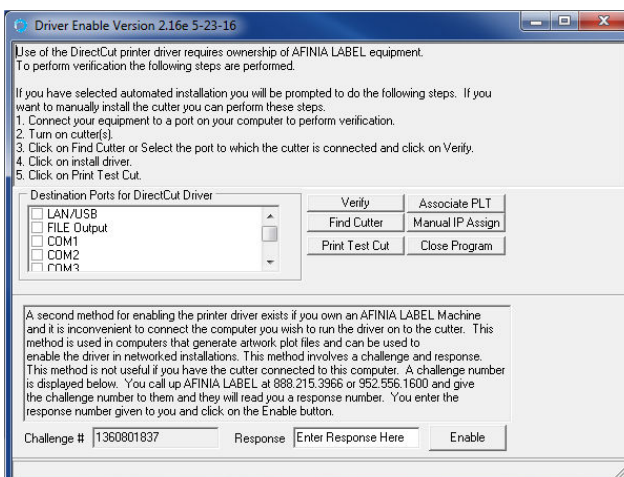 Driver Enable Version 2.16e 5-23-16
Use of the DirectCut printer driver requires ownership of AFINIA LABEL equipment.
To perform verification the following steps are performed.
If you have selected automated installation you will be prompted to do the following steps. If you
want to manually install the cutter you can perform these
steps.
1. Connect your equipment to a port on your computer to perform verification.
2. Turn on cutter(s).
3. Click on Find Cutter or Select the port to which the cutter is connected and click on Verify.
4. Click on install driver.
5. Click on Print Test Cut.
Destination Ports for DirectCut Driver
LAN/USB
FILE Output
COM1
COM2
COM3
Verify
Associate PLT
Find Cutter
Manual IP Assign
Print Test Cut
Close Program
A second method for enabling the printer driver exists if you own an AFINIA LABEL Machine
and it is inconvenient to connect the computer you wish to run the driver on to the cutter. This
method is used in computers that generate artwork plot files and can be used to
enable the driver in networked installations. This method involves a challenge and response.
This method is not useful if you have the cutter connected to this computer. A challenge number
is displayed below. You call up AFINIA LABEL at 888.215.3966 or 952.556.1600 and give
the challenge number to them and they will read you a response number. You enter the
response number given to you and click on the Enable button.
Challenge # 1360801837 Response Enter Response Here Enable